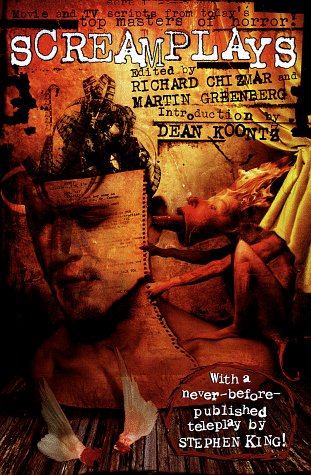 Movie and TV scripts from today's
top masters of horror!
SCREAMPLAYS
Edited by
RICHARD CHIZMAR and
MARTIN GREENBERG
Introduction by
DEAN KOONTZ
With a
never-before-
published
teleplay by
STEPHEN KING!